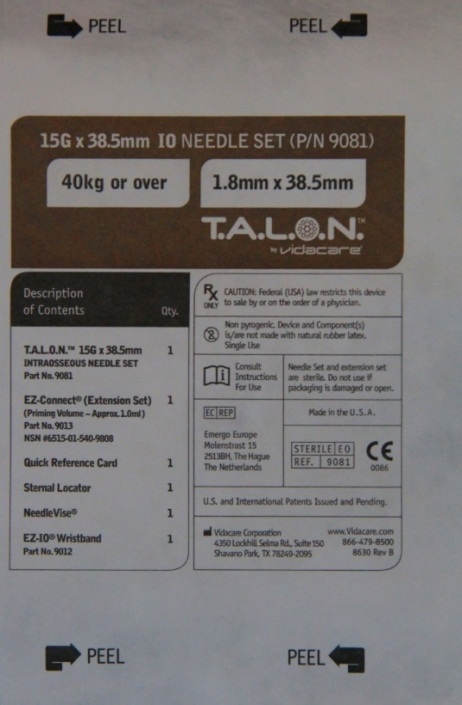 PEEL PEEL
15G x 38.5mm IO NEEDLE SET (P/N 9081)
40kg or over
1.8mm x 38.5mm
T.A.L.O.N.™
by vidacare®
Description
of Contents Qty.
T.A.L.O.N.™ 15G x 38.5mm 1
INTRAOSSEOUS NEEDLE SET
Part No. 9081
EZ-Connect® (Extension Set) 1
(Priming Volume – Approx. 1.0ml)
Part No. 9013
NSN #6515-01-540-9808
Quick Reference Card 1
Sternal Locator 1
NeedleVise® 1
EZ-IO® Wristband 1
Part No. 9012
Rx
ONLY
CAUTION: Federal (USA) law restricts this device
to sale by or on the order of a physician.
2
Non pyrogenic. Device and Component(s)
is/are not made with natural rubber latex.
Single Use
i
Consult
Instructions
For Use
Needle Set and extension set
are sterile. Do not use if
packaging is damaged or open.
EC REP
Emergo Europe
Molenstraat 15
2513BH, The Hague
The Netherlands
Made in the U.S.A.
STERILE EO
REF. 9081
CE
0086
U.S. and International Patents Issued and Pending.
Vidacare Corporation
4350 Lockhill Selma Rd., Suite 150
Shavano Park, TX 78249-2095
www.Vidacare.com
866-479-8500
8630 Rev B
PEEL PEEL